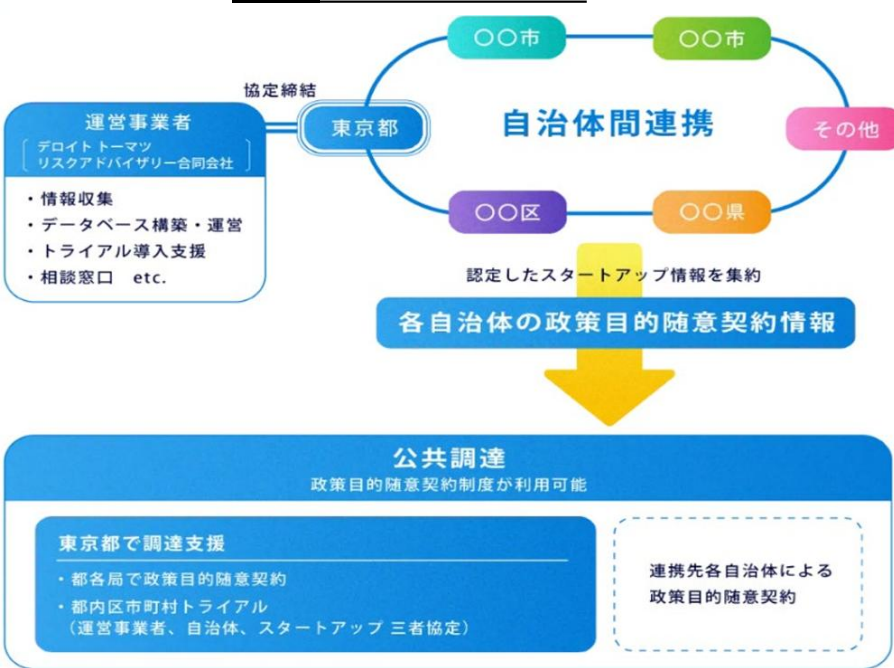 〇〇市
〇〇市
協定締結
運営事業者
デロイト トーマツ
リスクアドバイザリー合同会社
東京都
自治体間連携
その他
・情報収集
・データベース構築・運営
・トライアル導入支援
・相談窓口 etc.
〇〇区
〇〇県
認定したスタートアップ情報を集約
各自治体の政策目的随意契約情報
公共調達
政策目的随意契約制度が利用可能
東京都で調達支援
・都各局で政策目的随意契約
・都内区市町村トライアル
（運営事業者、自治体、スタートアップ 三者協定）
連携先各自治体による
政策目的随意契約